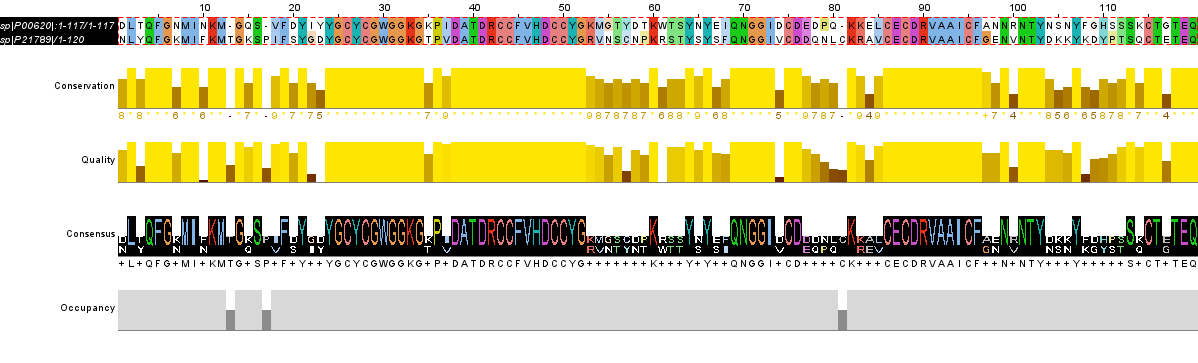 10 20 30 40 50 60 70 80 90 100 110
sp|P00620|:1-117/1-117 DLTQFGNMINKM-GQS-VFDYIYYGCYCGWGGKGKPIDATDRCCFVHDCCYGKMGTYDTKWTSYNYEIQNGGIDCDEDPQ-KKELCECDRVAAICFANNRNTYNSNYFGHSSSKCTGTEQ
sp|P21789|/1-120 NLYQFGKMIFKMTGKSPIFSYGDYGCYCGWGGKGTPVDATDRCCFVHDCCYGRVNSCNPKRSTYSYSFQNGGIVCDDQNLCKRAVCECDRVAAICFGENVNTYDKKYKDYPTSQCTETEQ
Conservation
Quality
Consensus
+L+QFG+MI+KMTG+SP+F+Y++YGCYCGWGGKG+P+DATDRCCFVHDCCYG+++++++K+++Y+Y++QNGGI+CD++++CK+++CECDRVAAICF++N+NTY+++Y+++++S+CT+TEQ
Occupancy